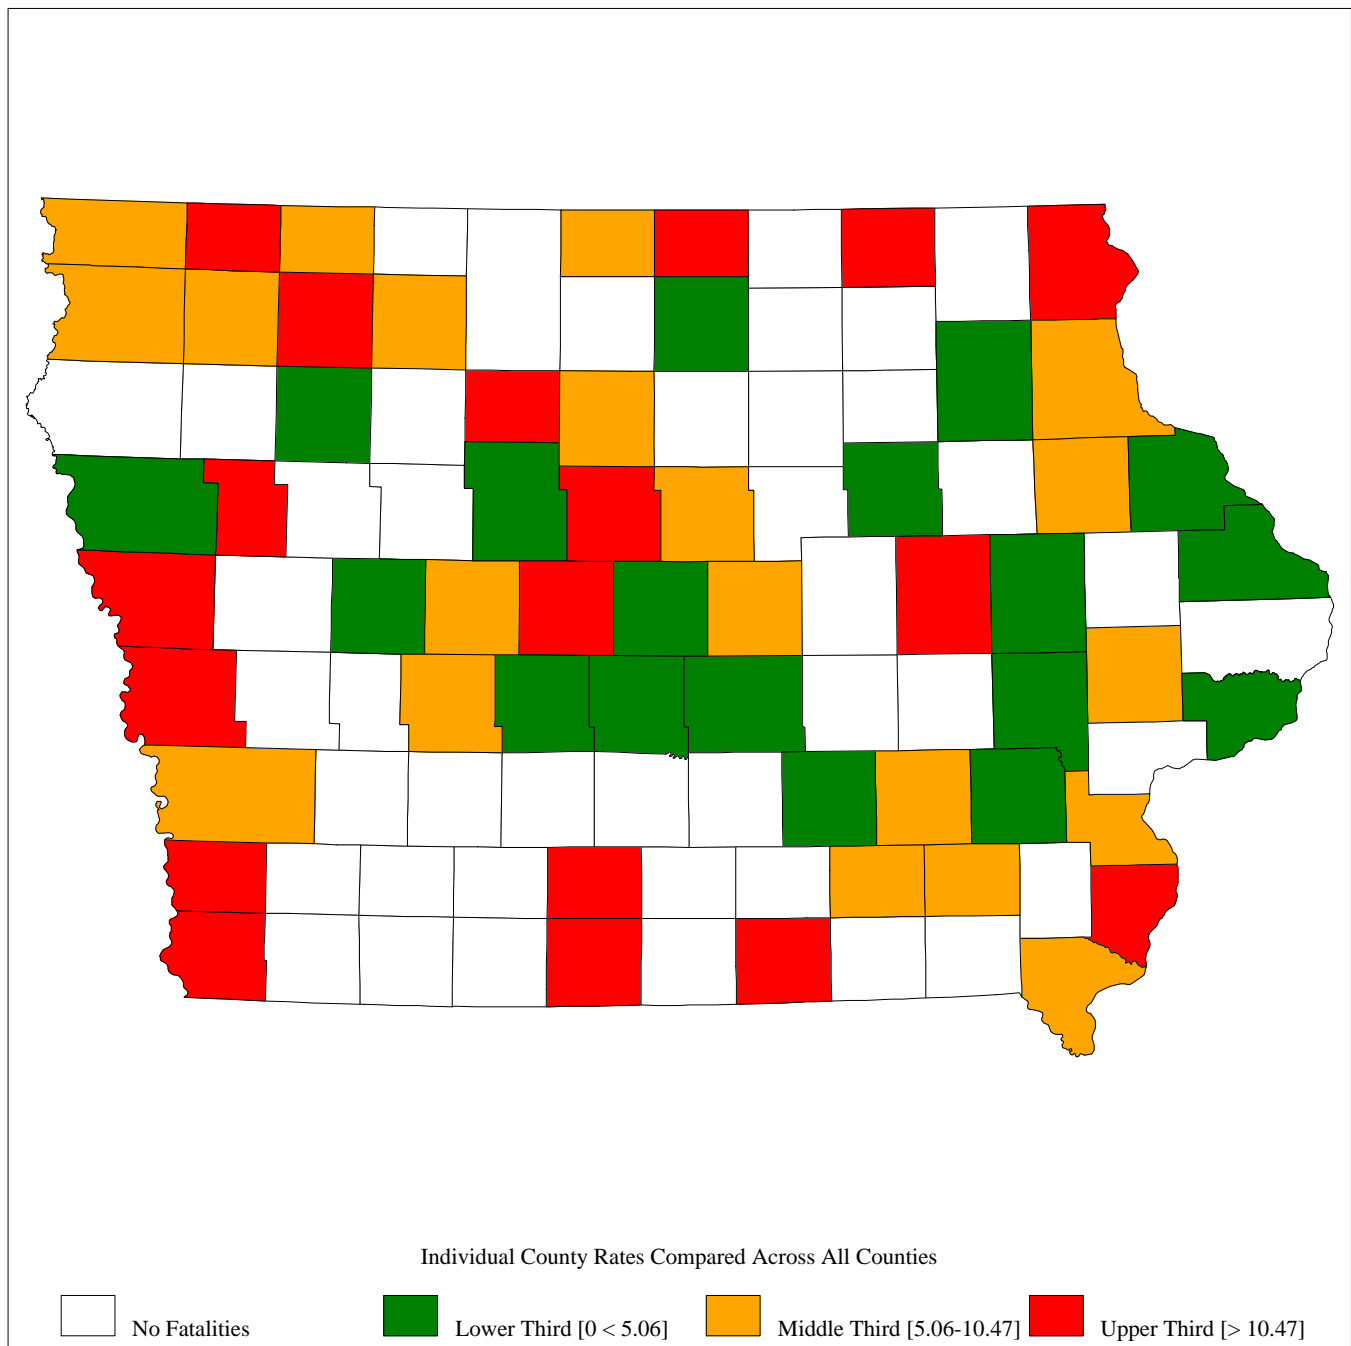 Individual County Rates Compared Across All Counties
No Fatalities
Lower Third [0 < 5.06]
Middle Third [5.06-10.47]
Upper Third [> 10.47]